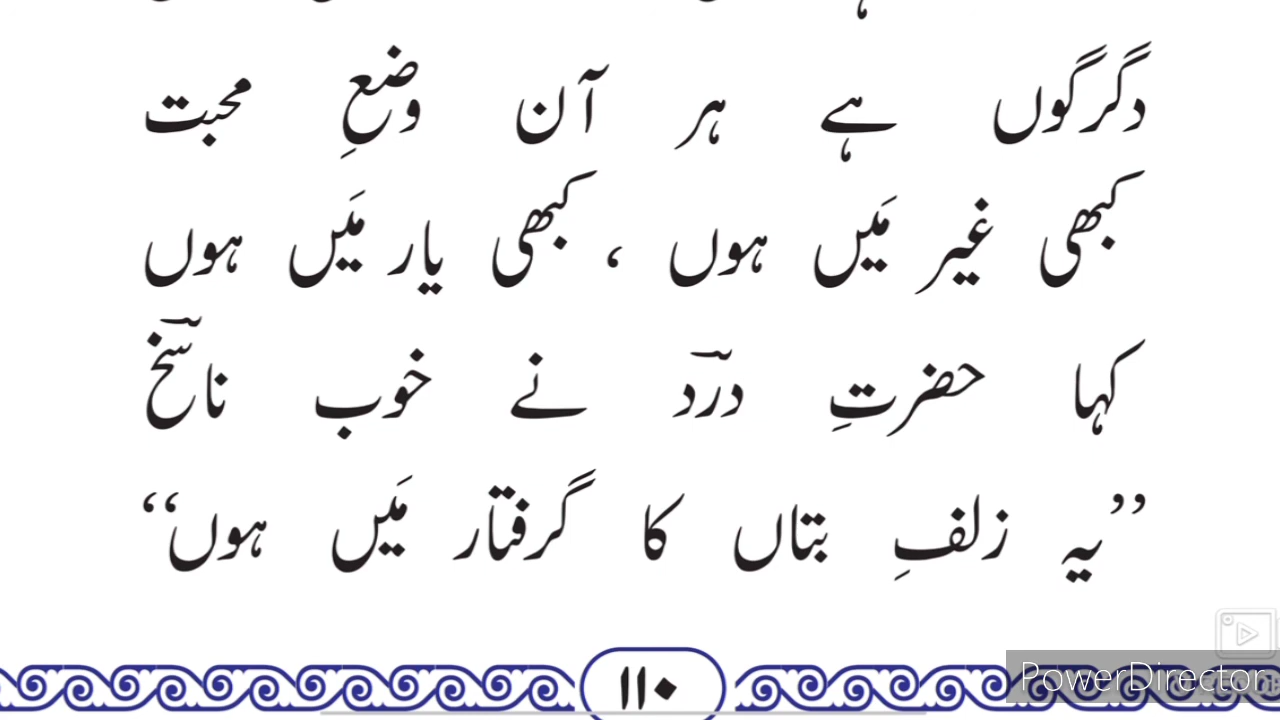 دگرگوں ہے ہر آن وضعِ محبت
کبھی غیر مَیں ہوں ، کبھی یار مَیں ہوں
کہا حضرتِ دردؔ نے خوب ناسخؔ
”یہ زلفِ بتاں کا گرفتار مَیں ہوں“
۱۱۰
PowerDirector